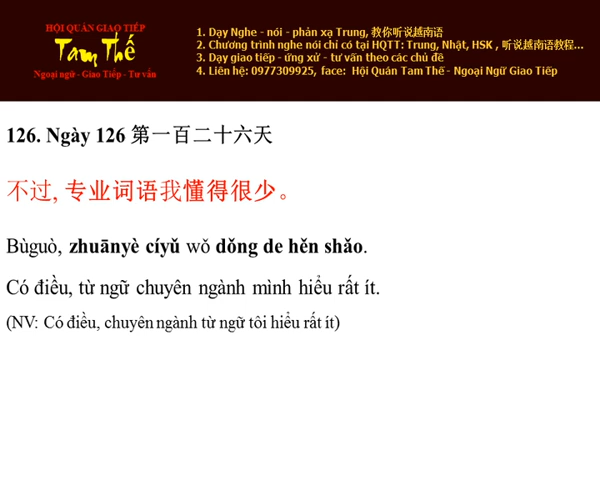 HỘI QUÁN GIAO TIẾP
Tam Thế
Ngoại ngữ - Giao Tiếp - Tư vấn
1. Dạy Nghe - nói - phản xạ Trung, 教你听说越南语
2. Chương trình nghe nói chỉ có tại HQTT: Trung, Nhật, HSK , 听说越南语教程...
3. Dạy giao tiếp - ứng xử - tư vấn theo các chủ đề
4. Liên hệ: 0977309925, face: Hội Quán Tam Thế - Ngoại Ngữ Giao Tiếp
126. Ngày 126 第一百二十六天
不过, 专业词语我懂得很少。
Bùguò, zhuānyè cíyǔ wǒ dǒng de hěn shǎo.
Có điều, từ ngữ chuyên ngành mình hiểu rất ít.
(NV: Có điều, chuyên ngành từ ngữ tôi hiểu rất ít)